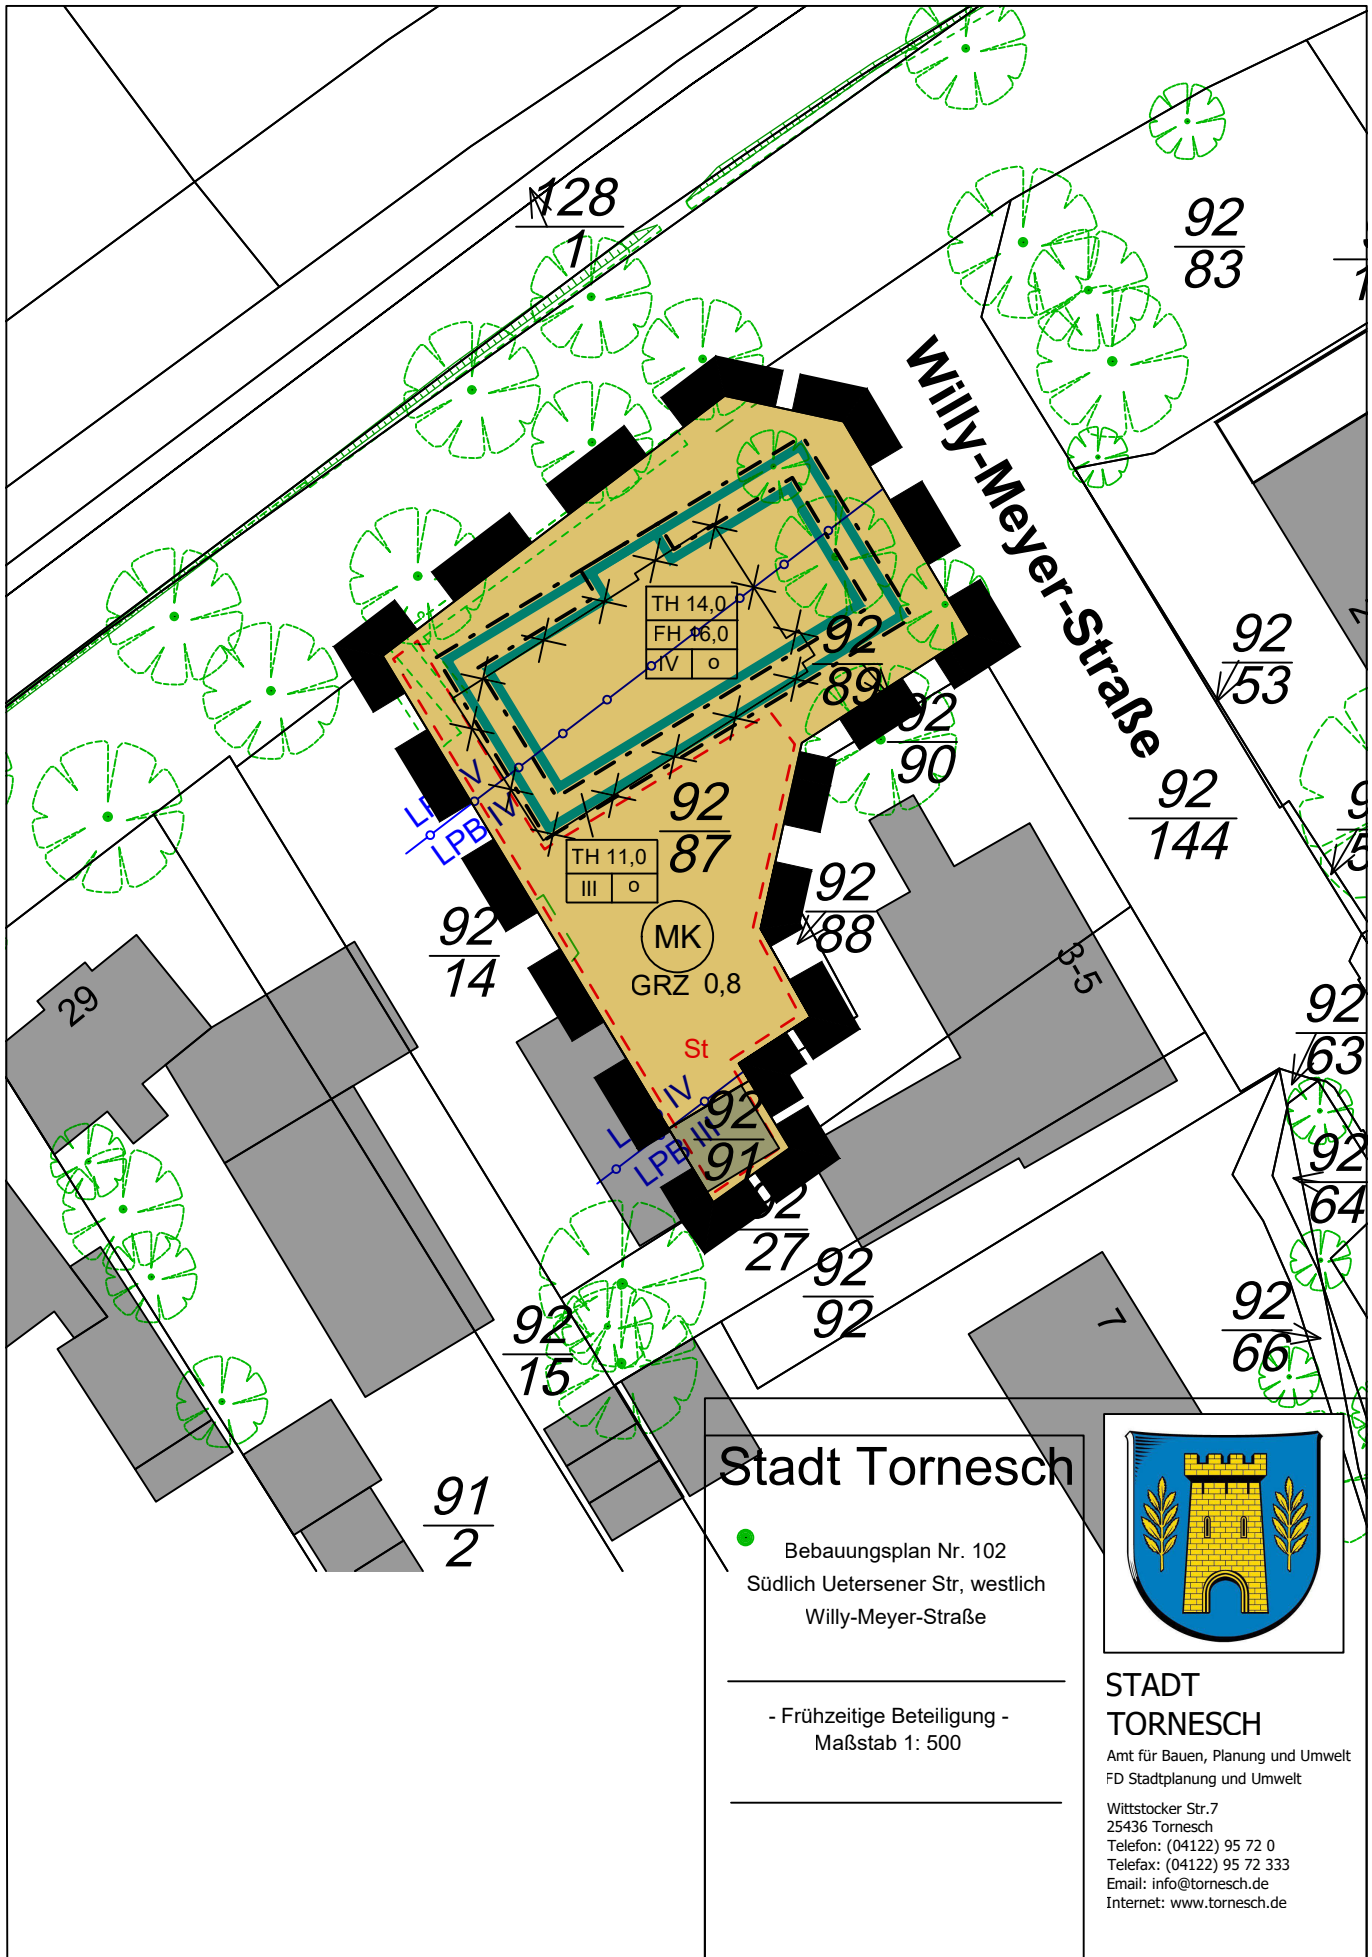 128
1
92
83
Willy-Meyer-Straße
TH 14,0
FH 16,0
IV o
92
89
92
53
92
90
LPB IV
92
87
92
144
TH 11,0
III o
92
88
92
14
MK
GRZ 0,8
3-5
29
92
63
St
IV
LPB III
92
91
92
64
92
27
92
92
92
66
7
92
15
91
2
Stadt Tornesch
Bebauungsplan Nr. 102
Südlich Uetersener Str, westlich
Willy-Meyer-Straße
- Frühzeitige Beteiligung -
Maßstab 1: 500
STADT
TORNESCH
Amt für Bauen, Planung und Umwelt
FD Stadtplanung und Umwelt
Wittstocker Str.7
25436 Tornesch
Telefon: (04122) 95 72 0
Telefax: (04122) 95 72 333
Email: info@tornesch.de
Internet: www.tornesch.de